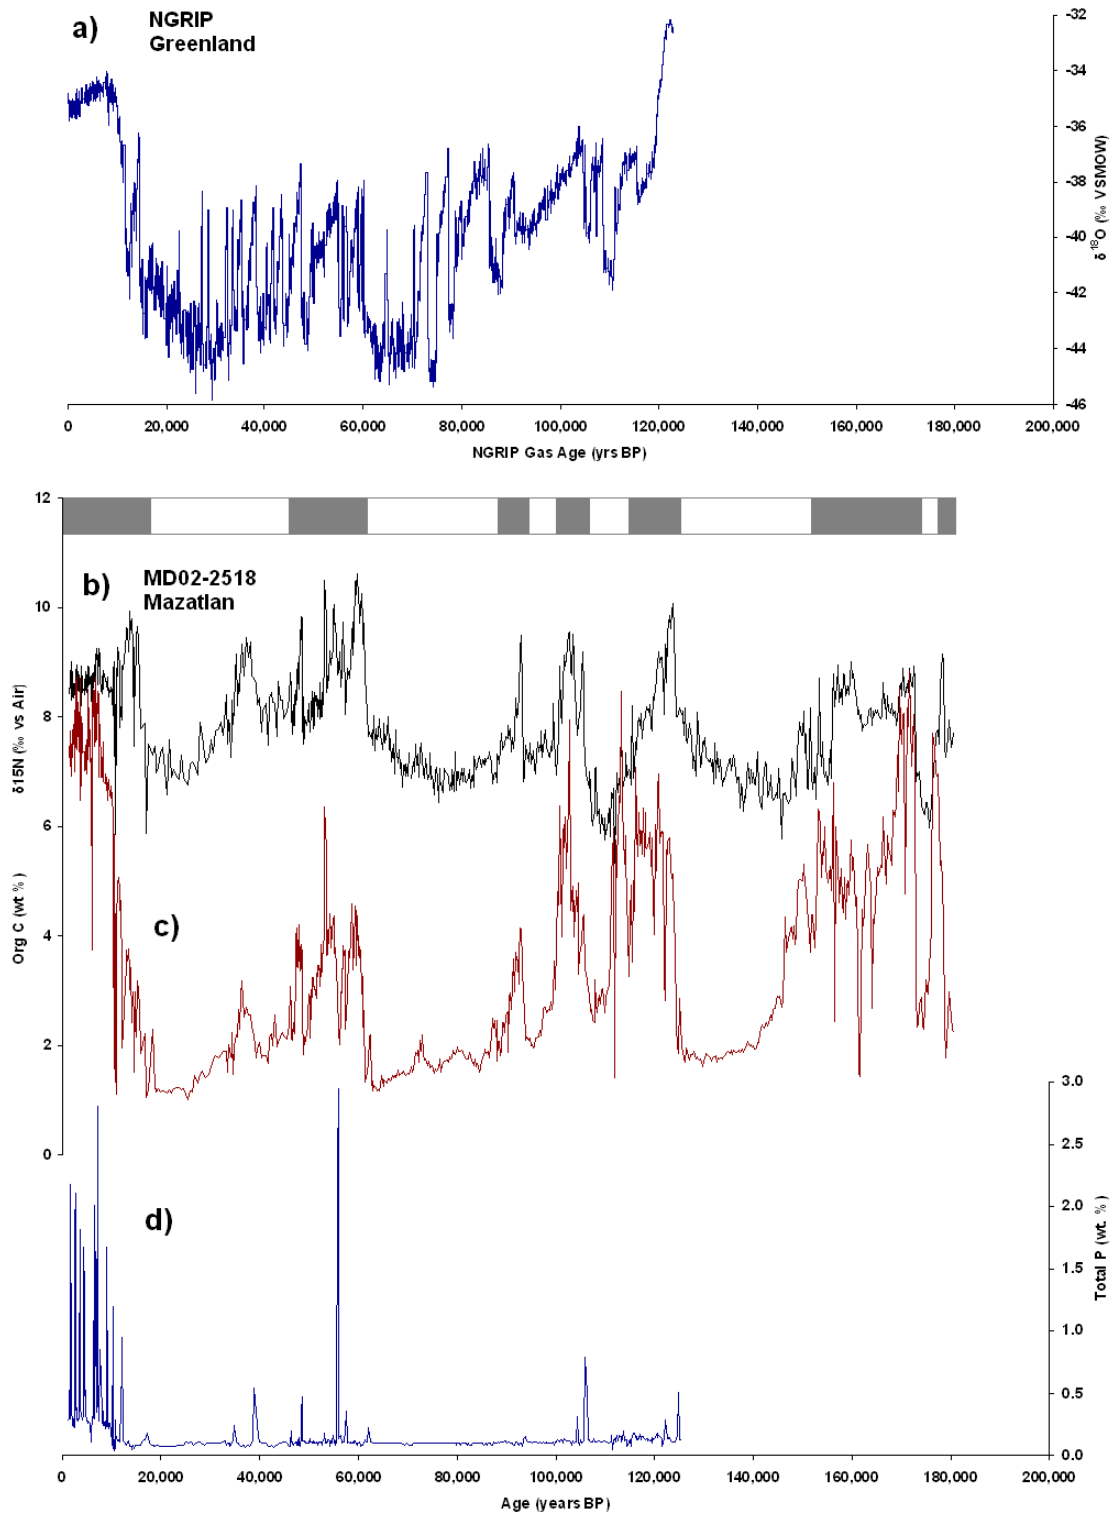 a)
NGRIP
Greenland
-32
-34
-36
-38
-40
-42
-44
-46
δ18O (‰ VSMOW)
0 20,000 40,000 60,000 80,000 100,000 120,000 140,000 160,000 180,000 200,000
NGRIP Gas Age (yrs BP)
12
10
8
6
4
2
0
b)
MD02-2518
Mazatlan
δ15N (‰ vs Air)
Org C (wt %)
c)
d)
3.0
2.5
2.0
1.5
1.0
0.5
0.0
Total P (wt. %)
0 20,000 40,000 60,000 80,000 100,000 120,000 140,000 160,000 180,000 200,000
Age (years BP)